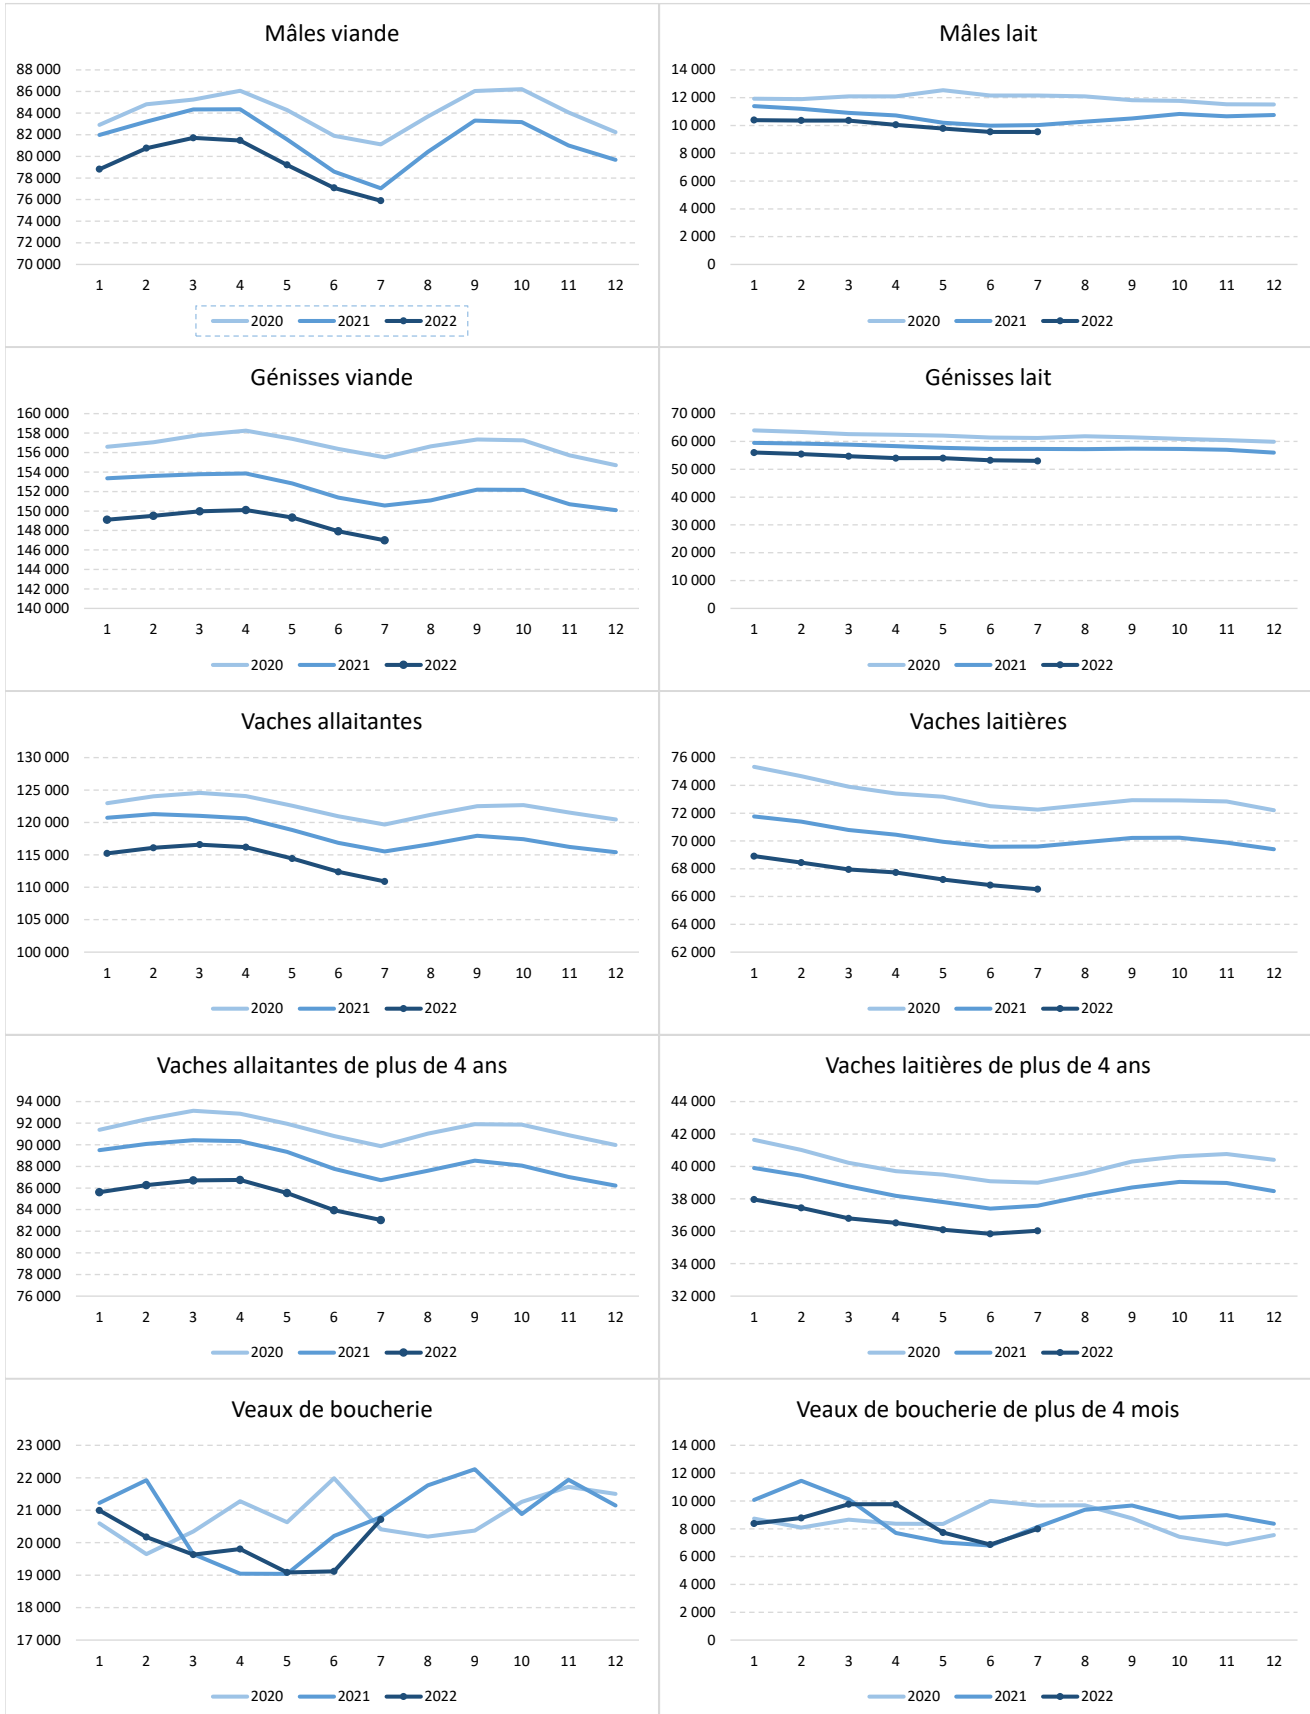 Mâles viande
88 000
86 000
84 000
82 000
80 000
78 000
76 000
74 000
72 000
70 000
1 2 3 4 5 6 7 8 9 10 11 12
2020 2021 2022
Mâles lait
14 000
12 000
10 000
8 000
6 000
4 000
2 000
0
1 2 3 4 5 6 7 8 9 10 11 12
2020 2021 2022
Génisses viande
160 000
158 000
156 000
154 000
152 000
150 000
148 000
146 000
144 000
142 000
140 000
1 2 3 4 5 6 7 8 9 10 11 12
2020 2021 2022
Génisses lait
70 000
60 000
50 000
40 000
30 000
20 000
10 000
0
1 2 3 4 5 6 7 8 9 10 11 12
2020 2021 2022
Vaches allaitantes
130 000
125 000
120 000
115 000
110 000
105 000
100 000
1 2 3 4 5 6 7 8 9 10 11 12
2020 2021 2022
Vaches laitières
76 000
74 000
72 000
70 000
68 000
66 000
64 000
62 000
1 2 3 4 5 6 7 8 9 10 11 12
2020 2021 2022
Vaches allaitantes de plus de 4 ans
94 000
92 000
90 000
88 000
86 000
84 000
82 000
80 000
78 000
76 000
1 2 3 4 5 6 7 8 9 10 11 12
2020 2021 2022
Vaches laitières de plus de 4 ans
44 000
42 000
40 000
38 000
36 000
34 000
32 000
1 2 3 4 5 6 7 8 9 10 11 12
2020 2021 2022
Veaux de boucherie
23 000
22 000
21 000
20 000
19 000
18 000
17 000
1 2 3 4 5 6 7 8 9 10 11 12
2020 2021 2022
Veaux de boucherie de plus de 4 mois
14 000
12 000
10 000
8 000
6 000
4 000
2 000
0
1 2 3 4 5 6 7 8 9 10 11 12
2020 2021 2022